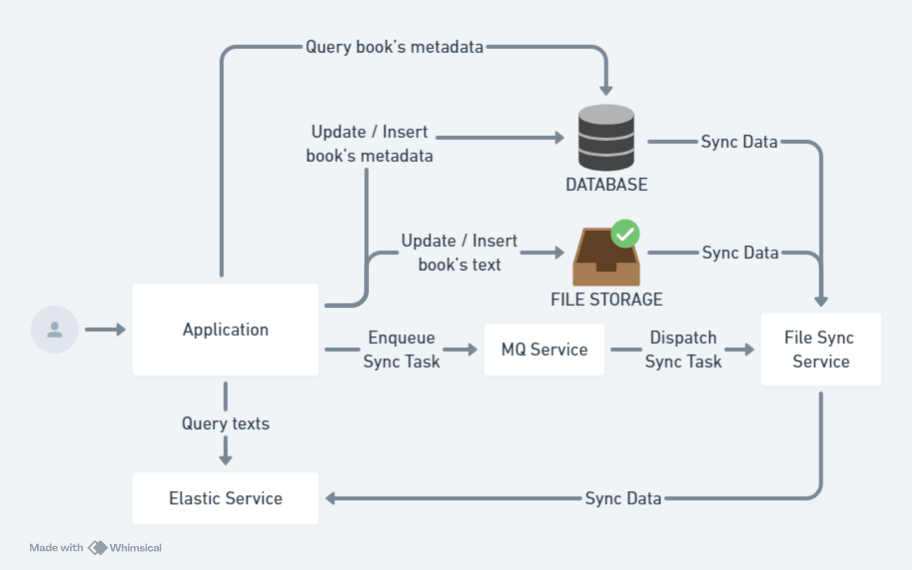 Query book's metadata
Update / Insert
book's metadata
Sync Data
DATABASE
Update / Insert
book's text
Sync Data
FILE STORAGE
Application
Enqueue
Sync Task
MQ Service
Dispatch
Sync Task
File Sync
Service
Query texts
Elastic Service
Sync Data
Made with Whimsical